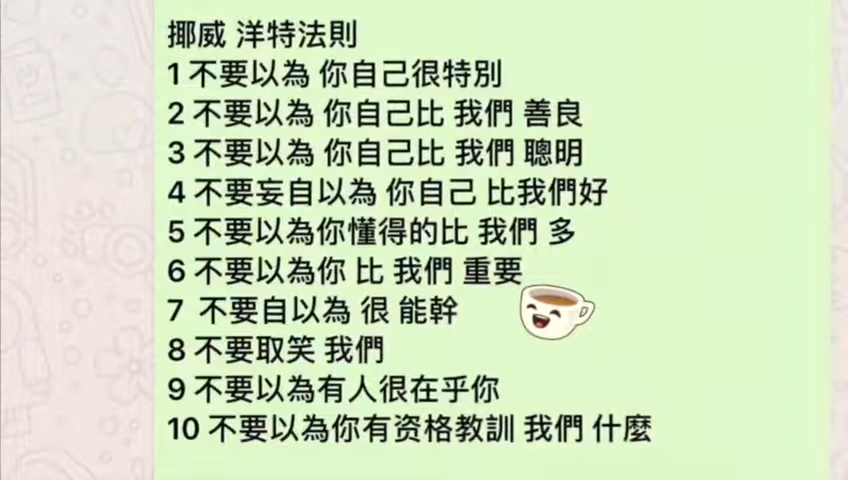 挪威 洋特法則
1 不要以為 你自己很特別
2 不要以為 你自己比 我們 善良
3 不要以為 你自己比 我們 聰明
4 不要妄自以為 你自己 比我們好
5 不要以為你懂得的比 我們 多
6 不要以為你 比 我們 重要
7 不要自以為 很 能幹
8 不要取笑 我們
9 不要以為有人很在乎你
10 不要以為你有资格教訓 我們 什麼